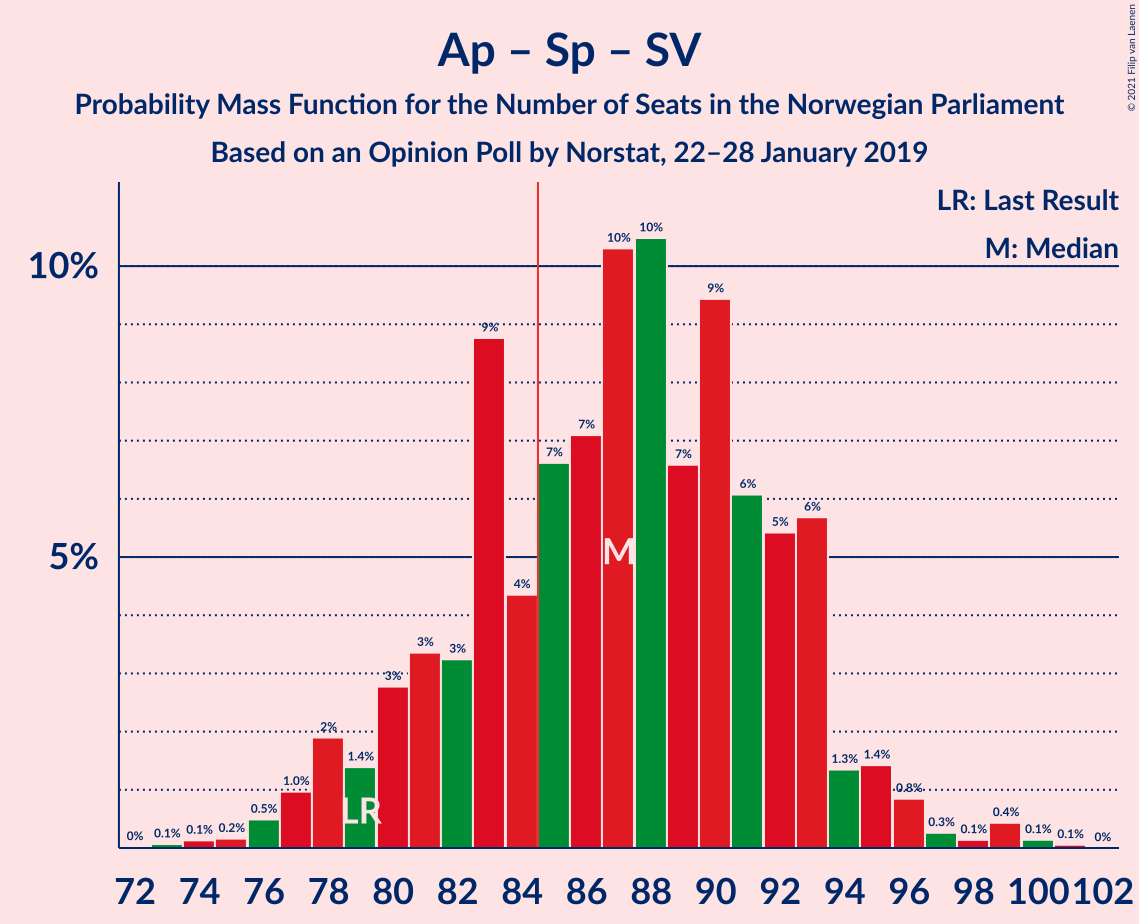 Ap – Sp – SV
Probability Mass Function for the Number of Seats in the Norwegian Parliament
Based on an Opinion Poll by Norstat, 22–28 January 2019
© 2021 Filip van Laenen
LR: Last Result
M: Median
10%
5%
0% 0.1% 0.1% 0.2% 0.5% 1.0% 2% 1.4% 3% 3% 3% 9% 4% 7% 7% 10% 10% 7% 9% 6% 5% 6% 1.3% 1.4% 0.8% 0.3% 0.1% 0.4% 0.1% 0.1% 0%
M
LR
72 74 76 78 80 82 84 86 88 90 92 94 96 98 100 102